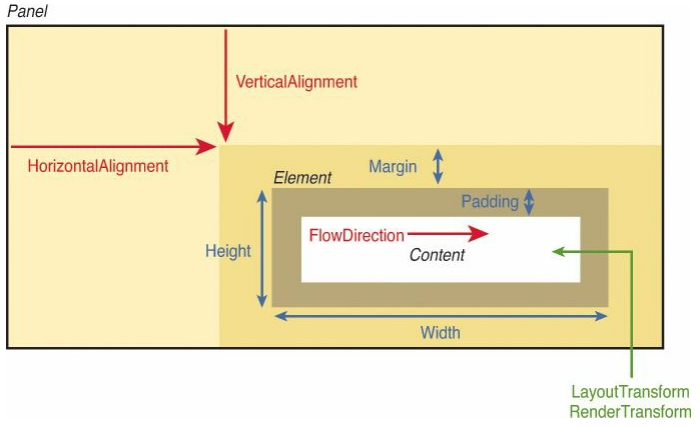 Panel
VerticalAlignment
HorizontalAlignment
Margin
Element
Padding
FlowDirection
Height
Content
Width
LayoutTransform
RenderTransform